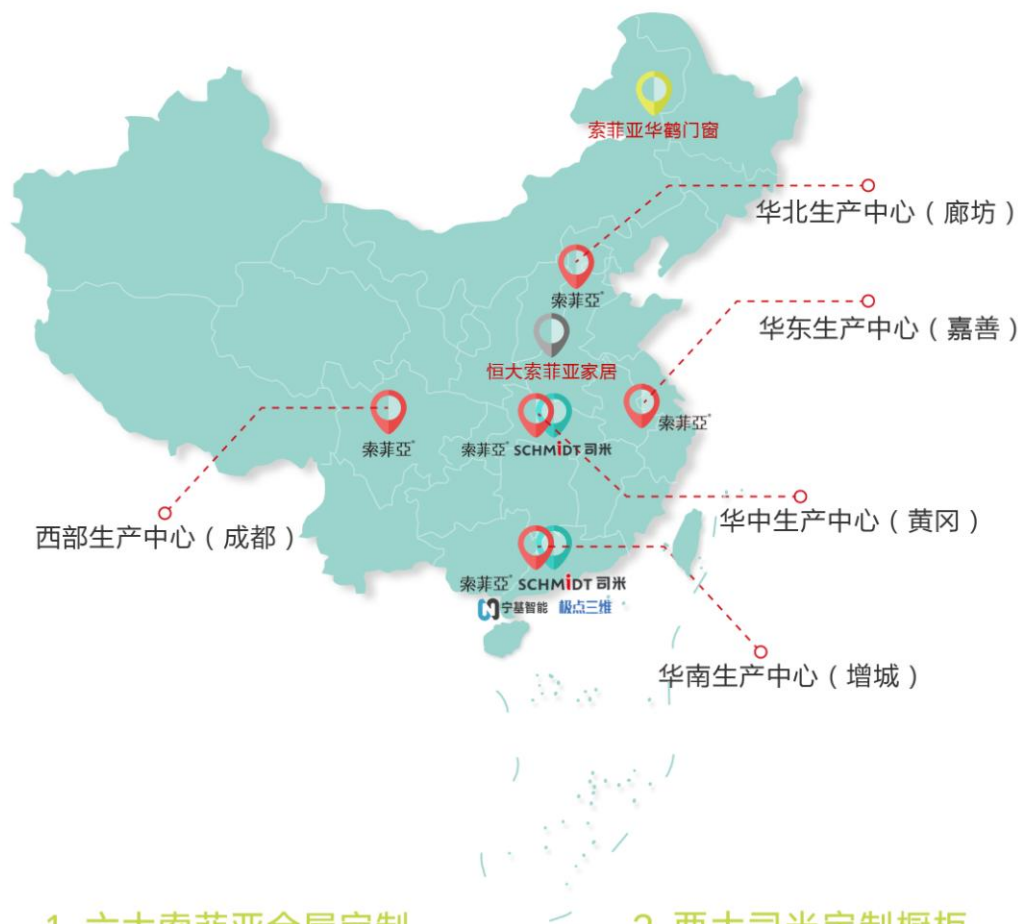 索菲亚华鹤门窗
华北生产中心（廊坊）
索菲亞
华东生产中心（嘉善）
恒大索菲亚家居
索菲亞
索菲亞
索菲亞 SCHMiDT 司米
西部生产中心（成都）
华中生产中心（黄冈）
索菲亞 SCHMiDT 司米
宁基智能 极点三维
华南生产中心（增城）